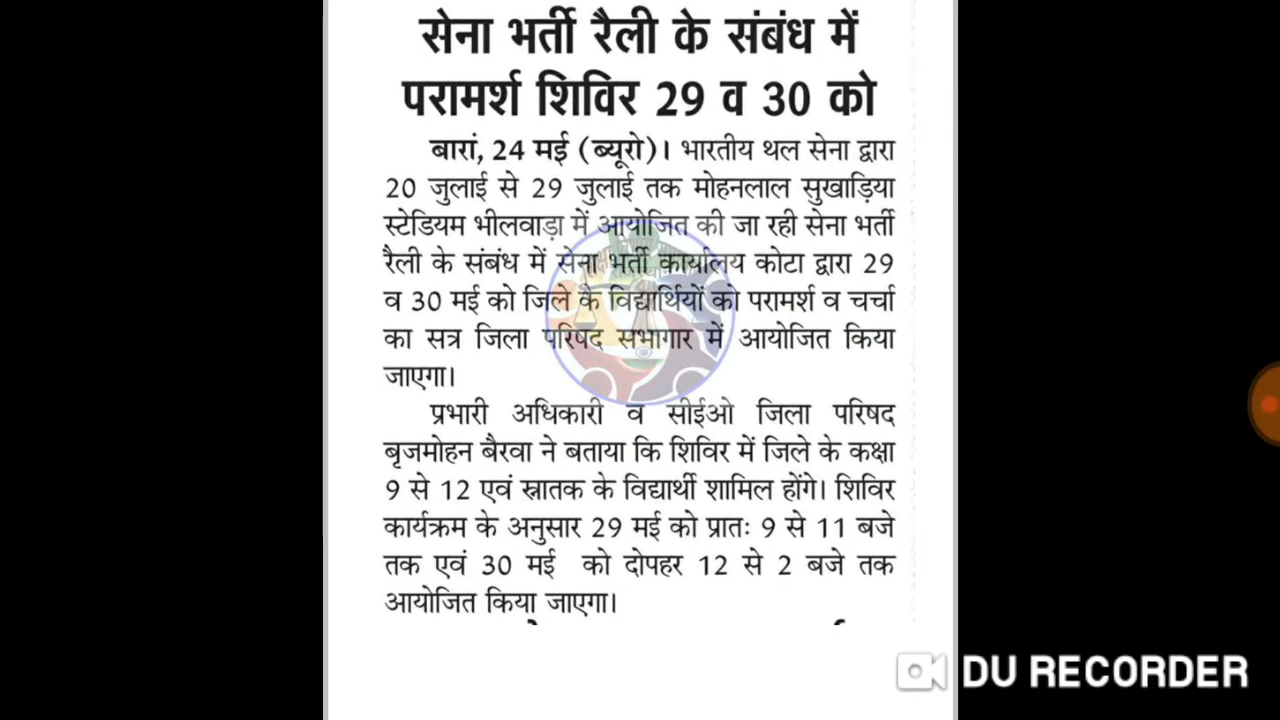 सेना भर्ती रैली के संबंध में
परामर्श शिविर 29 व 30 को
बारां, 24 मई (ब्यूरो)। भारतीय थल सेना द्वारा
20 जुलाई से 29 जुलाई तक मोहनलाल सुखाड़िया
स्टेडियम भीलवाड़ा में आयोजित की जा रही सेना भर्ती
रैली के संबंध में सेना भर्ती कार्यालय कोटा द्वारा 29
व 30 मई को जिले के विद्यार्थियों को परामर्श व चर्चा
का सत्र जिला परिषद सभागार में आयोजित किया
जाएगा।
प्रभारी अधिकारी व सीईओ जिला परिषद
बृजमोहन बैरवा ने बताया कि शिविर में जिले के कक्षा
9 से 12 एवं स्नातक के विद्यार्थी शामिल होंगे। शिविर
कार्यक्रम के अनुसार 29 मई को प्रातः 9 से 11 बजे
तक एवं 30 मई को दोपहर 12 से 2 बजे तक
आयोजित किया जाएगा।
DU RECORDER